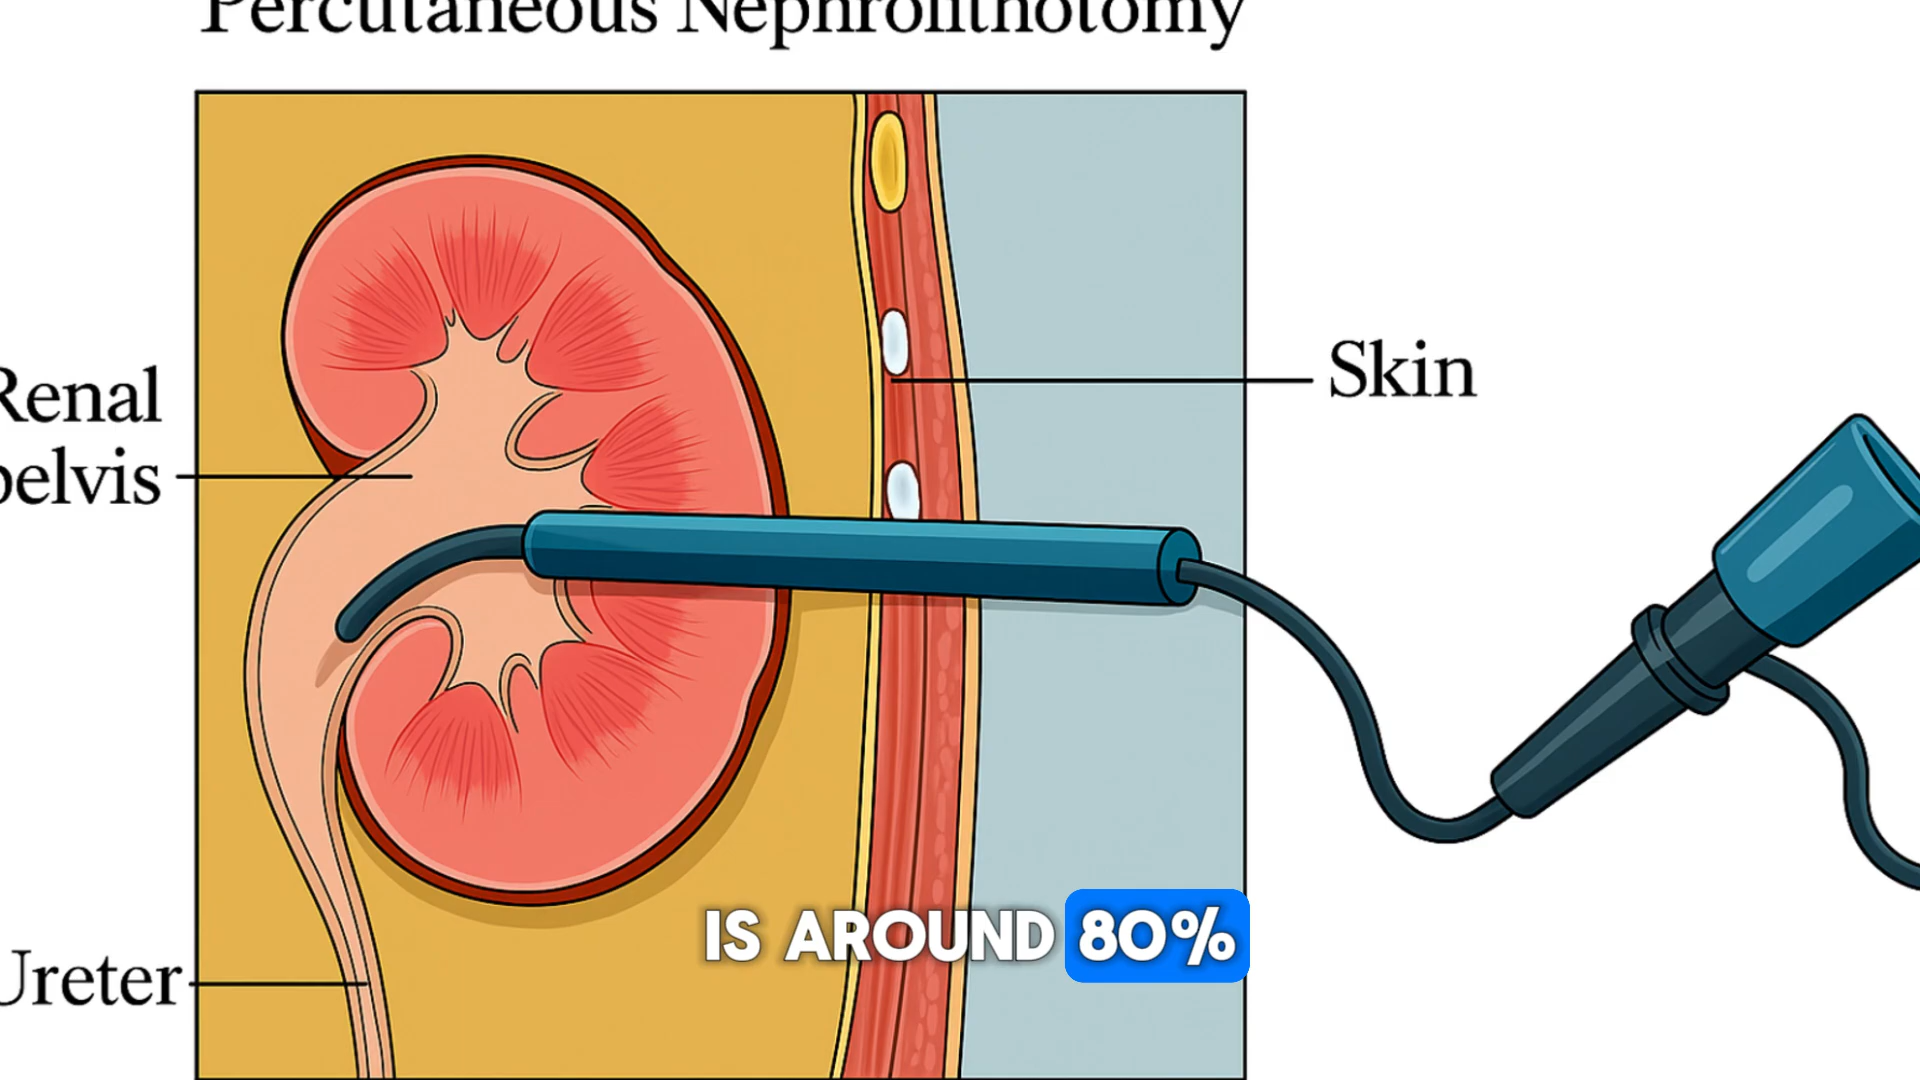 Percutaneous Nephrolithotomy
Skin
Renal
pelvis
Ureter
IS AROUND 80%